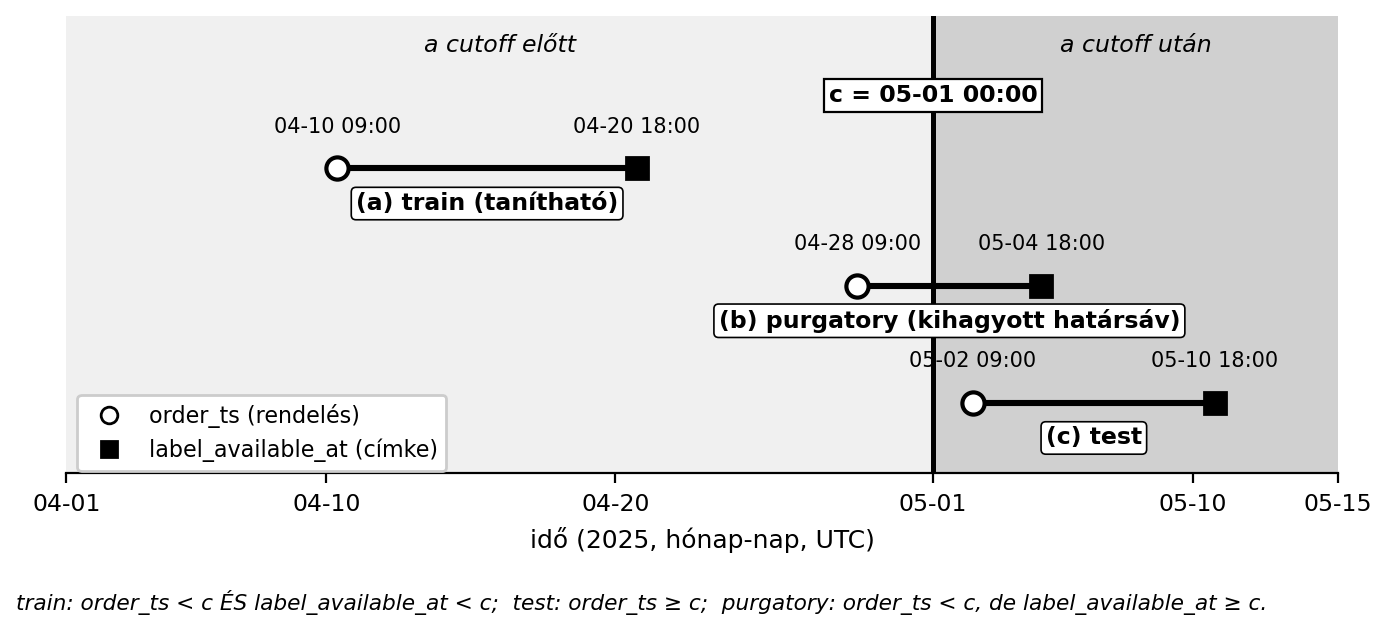 a cutoff előtt
a cutoff után
c = 05-01 00:00
04-10 09:00
04-20 18:00
(a) train (tanítható)
04-28 09:00
05-04 18:00
(b) purgatory (kihagyott határsáv)
05-02 09:00
05-10 18:00
(c) test
order_ts (rendelés)
label_available_at (címke)
04-01
04-10
04-20
05-01
05-10
05-15
idő (2025, hónap-nap, UTC)
train: order_ts < c ÉS label_available_at < c;  test: order_ts ≥ c;  purgatory: order_ts < c, de label_available_at ≥ c.